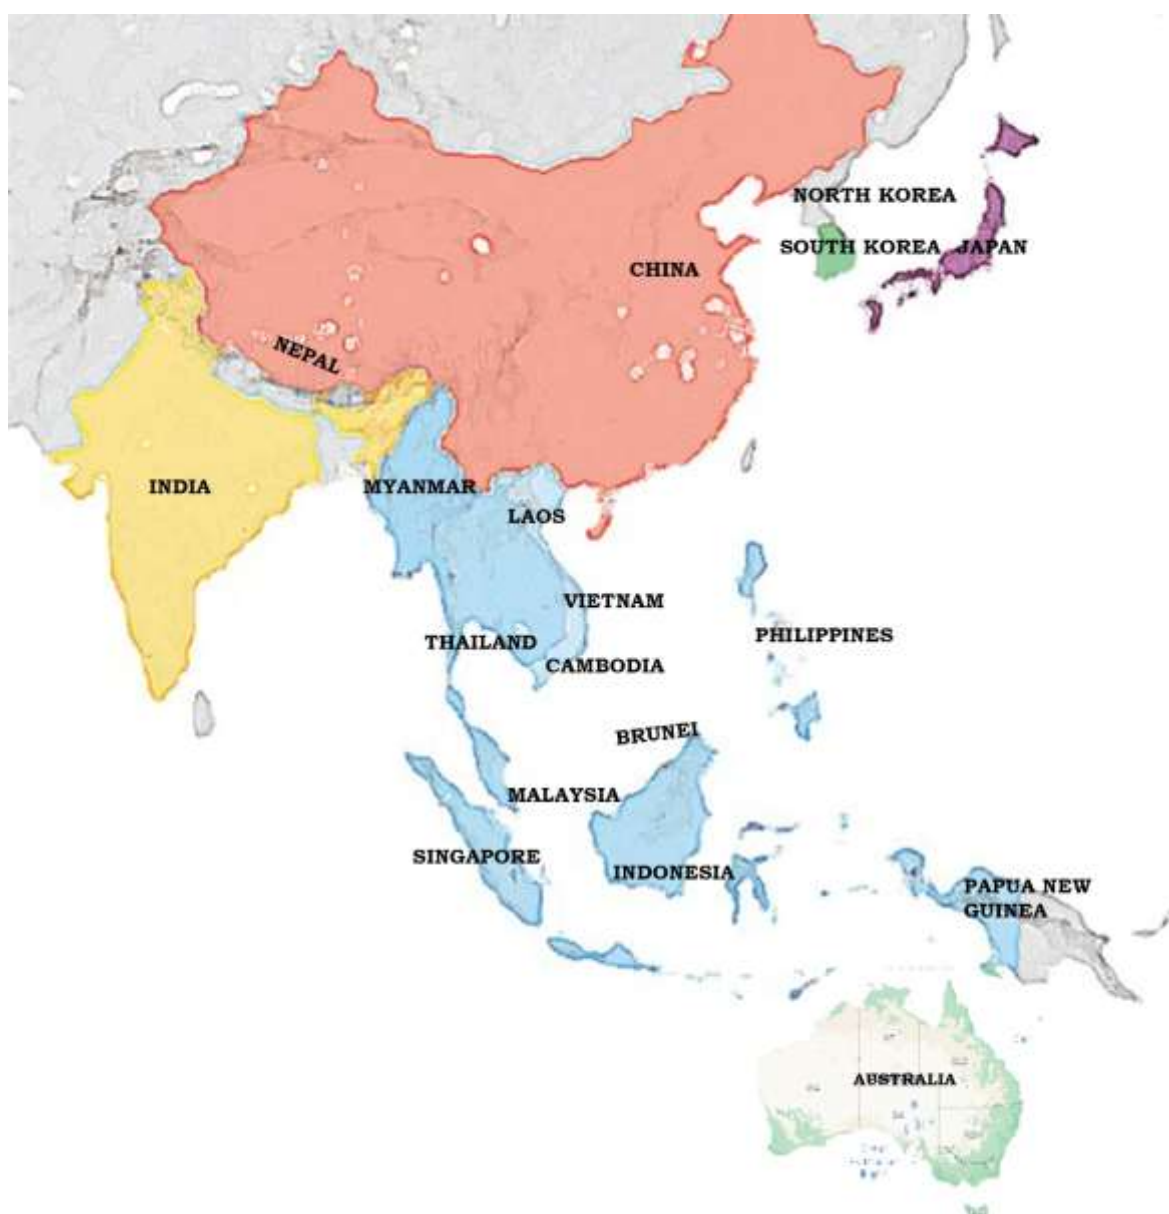 NORTH KOREA
SOUTH KOREA
JAPAN
CHINA
NEPAL
INDIA
MYANMAR
LAOS
VIETNAM
THAILAND
PHILIPPINES
CAMBODIA
BRUNEI
MALAYSIA
SINGAPORE
INDONESIA
PAPUA NEW
GUINEA
AUSTRALIA